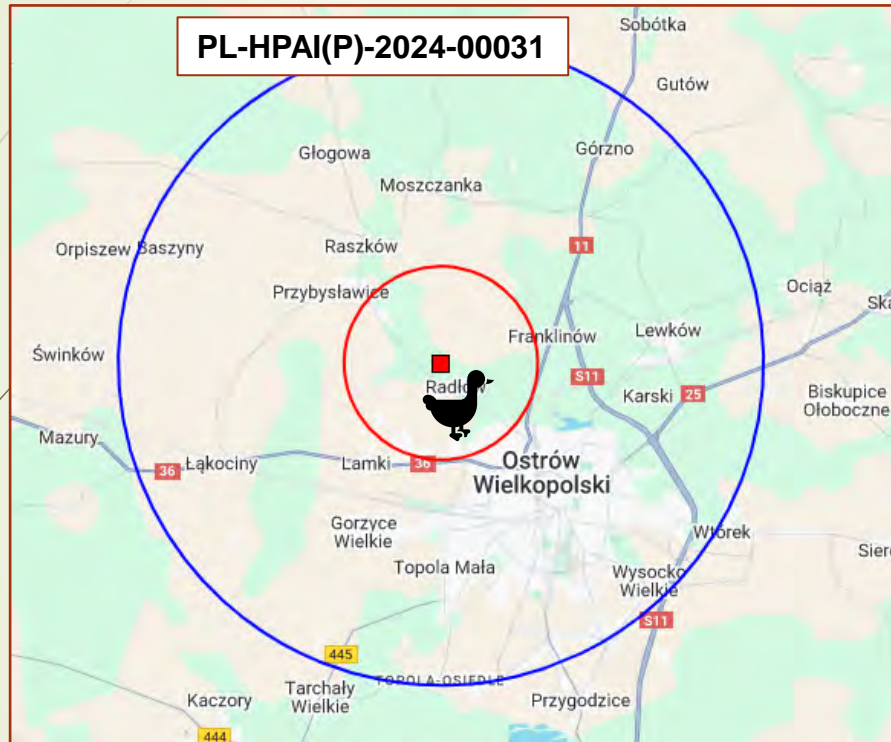 PL-HPAI(P)-2024-00031
Sobótka
Gutów
Głogowa
Górzno
Moszczanka
Orpiszew Baszyny
Raszków
11
Przybysławice
Ociąż
Ska
Franklinów
Lewków
Świnków
Radłów
S11
Karski
25
Biskupice
Ołoboczne
Mazury
36
Łąkociny
Lamki
36
Ostrów
Wielkopolski
Gorzyce
Wielkie
Wtórek
Sier
Topola Mała
Wysocko
Wielkie
S11
445
TOPOLA-OSIEDLE
Kaczory
Tarchały
Wielkie
Przygodzice
444